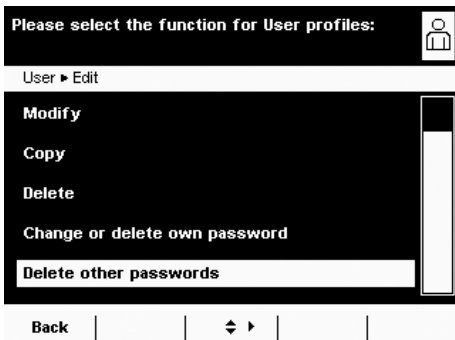 Please select the function for User profiles:
User ▸ Edit
Modify
Copy
Delete
Change or delete own password
Delete other passwords
Back